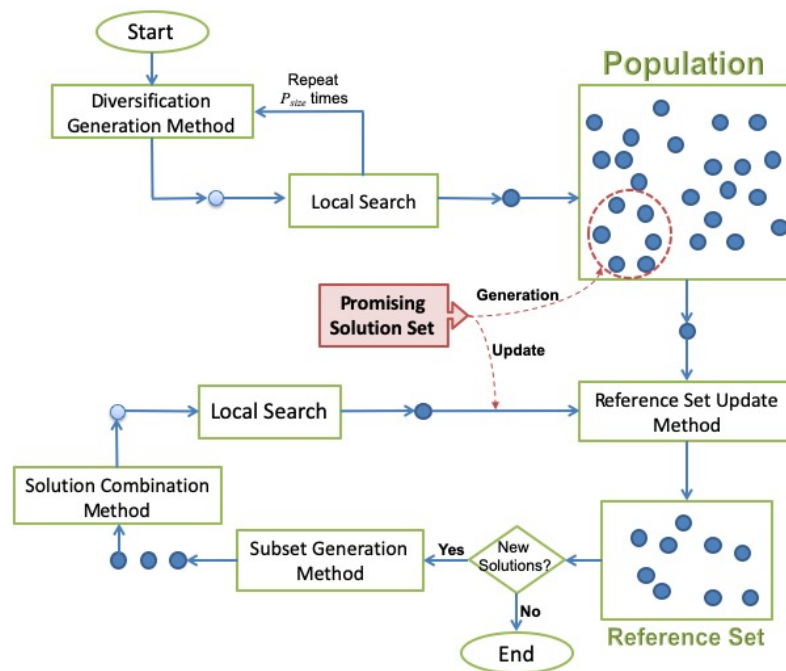 Start
Population
Repeat
Psize times
Diversification
Generation Method
Local Search
Promising
Solution Set
Generation
Update
Local Search
Reference Set Update
Method
Solution Combination
Method
Subset Generation
Method
Yes
New
Solutions?
No
End
Reference Set